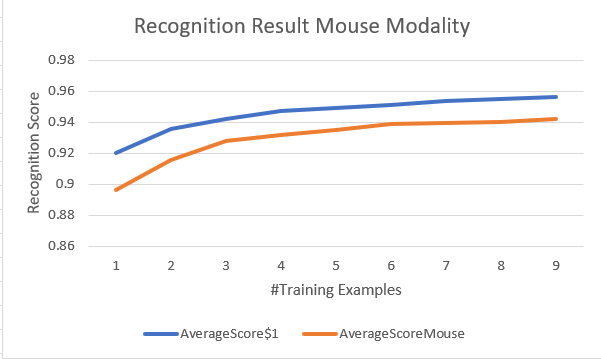 Recognition Result Mouse Modality
0.98
0.96
0.94
0.92
0.9
0.88
0.86
Recognition Score
1 2 3 4 5 6 7 8 9
#Training Examples
AverageScore$1 AverageScoreMouse